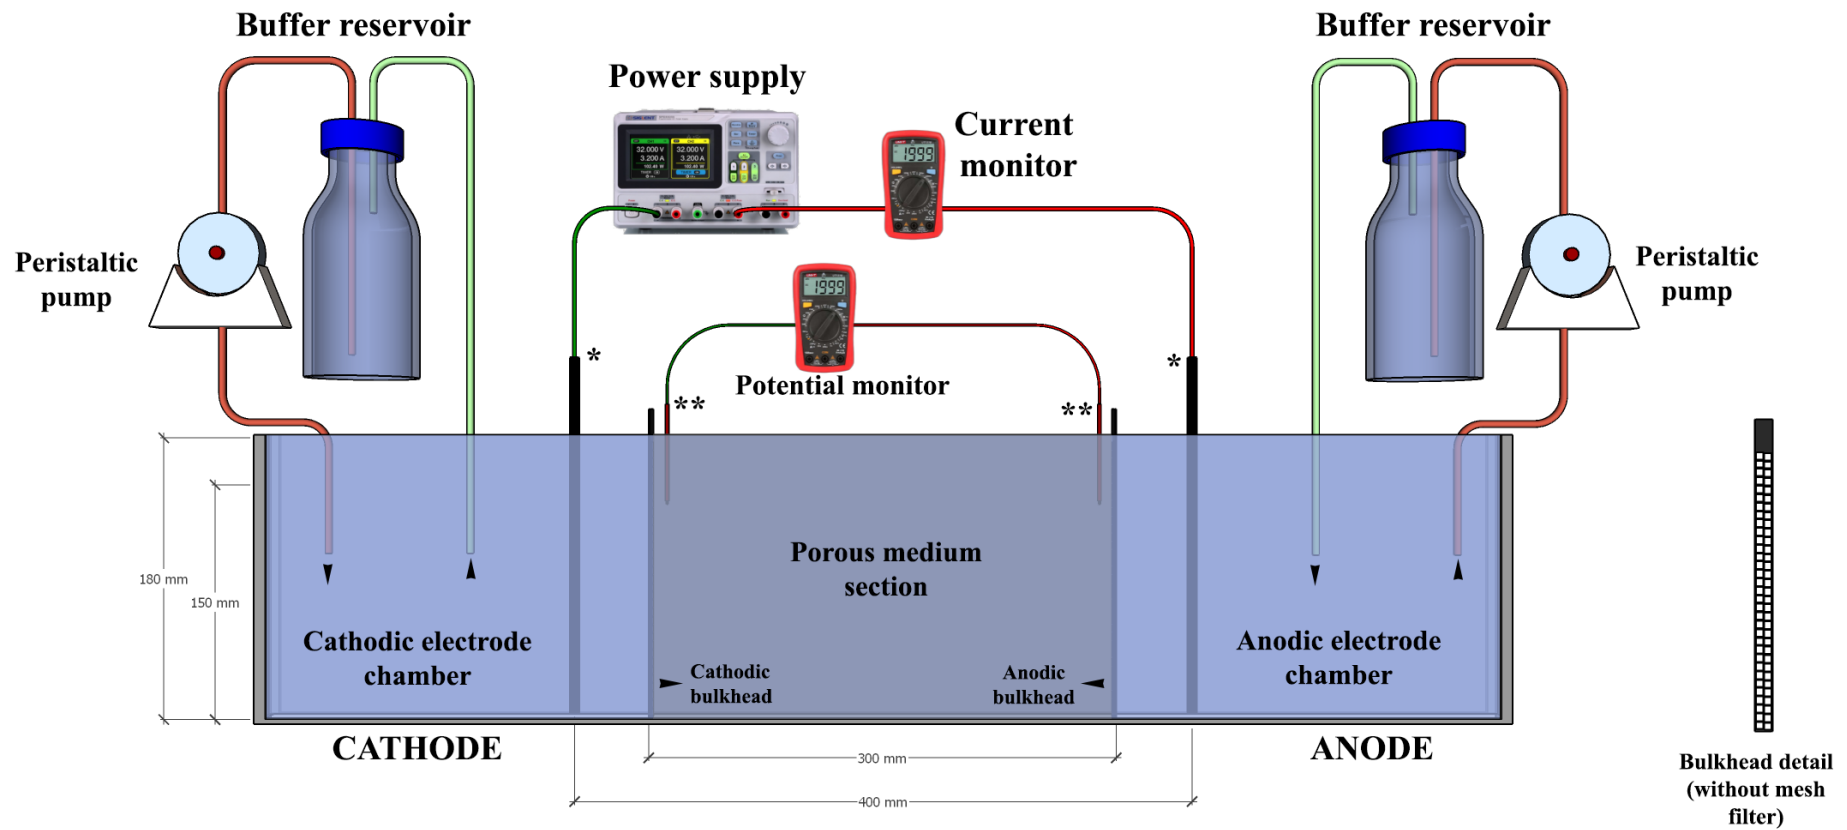 Buffer reservoir
Buffer reservoir
Power supply
Current
monitor
32.000 V
3.200 A
32.000 V
3.200 A
1999
Peristaltic
pump
Peristaltic
pump
1999
*
*
Potential monitor
**
**
180 mm
150 mm
Porous medium
section
Cathodic electrode
chamber
Anodic electrode
chamber
Cathodic
bulkhead
Anodic
bulkhead
CATHODE
ANODE
300 mm
400 mm
Bulkhead detail
(without mesh
filter)